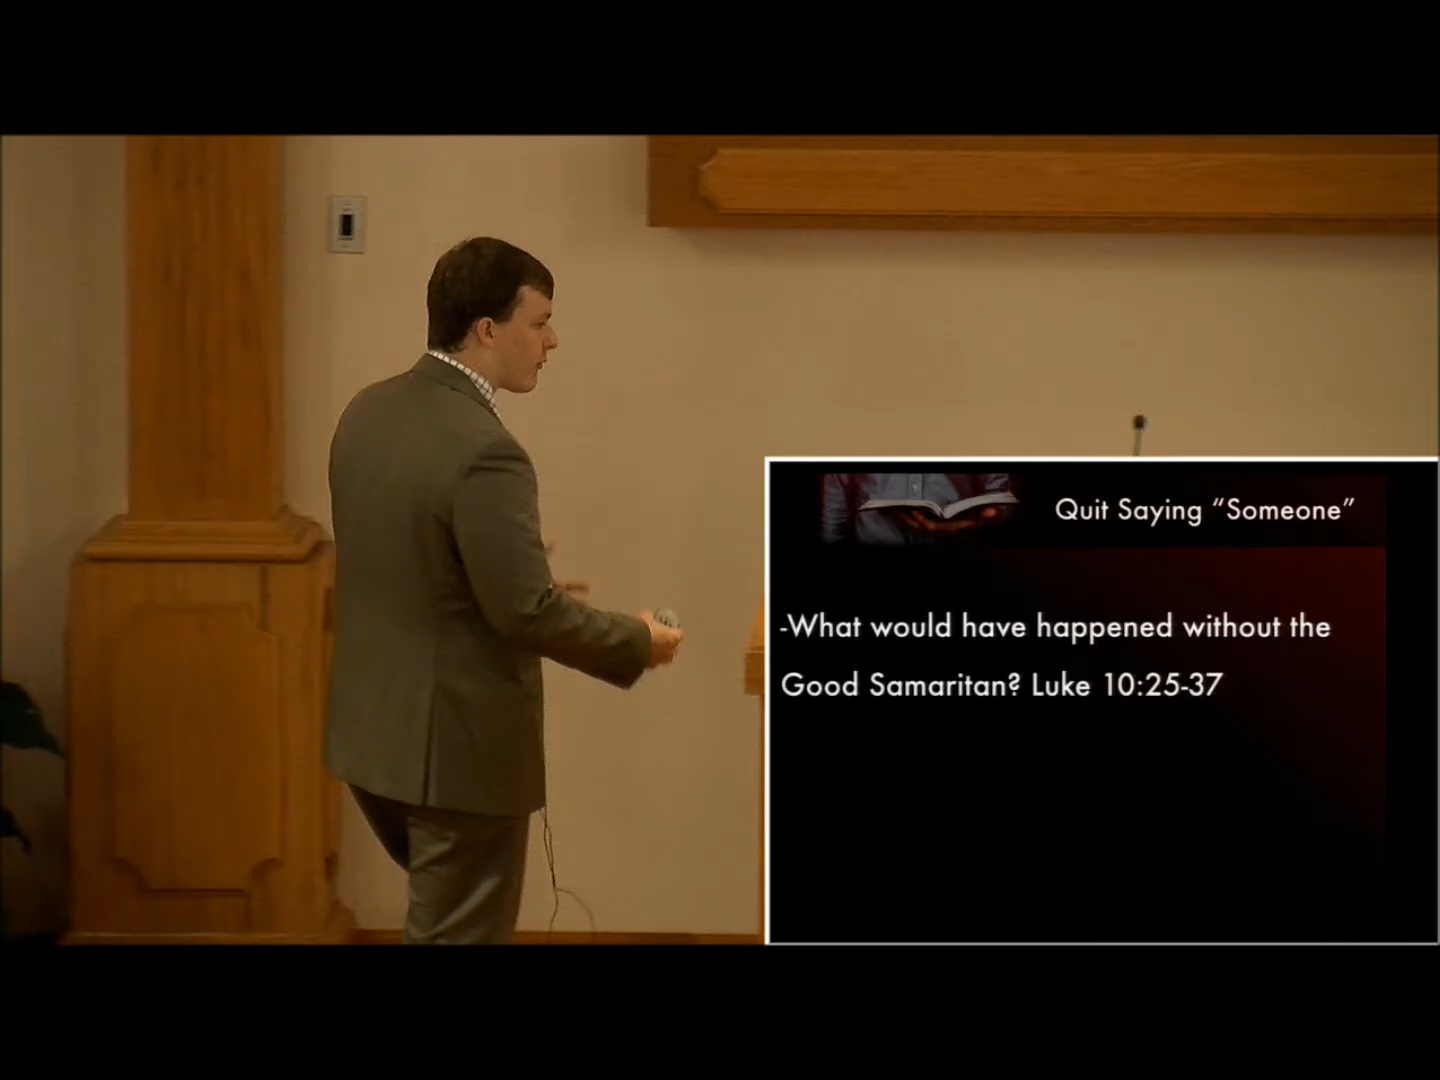 Quit Saying “Someone”
-What would have happened without the
Good Samaritan? Luke 10:25-37